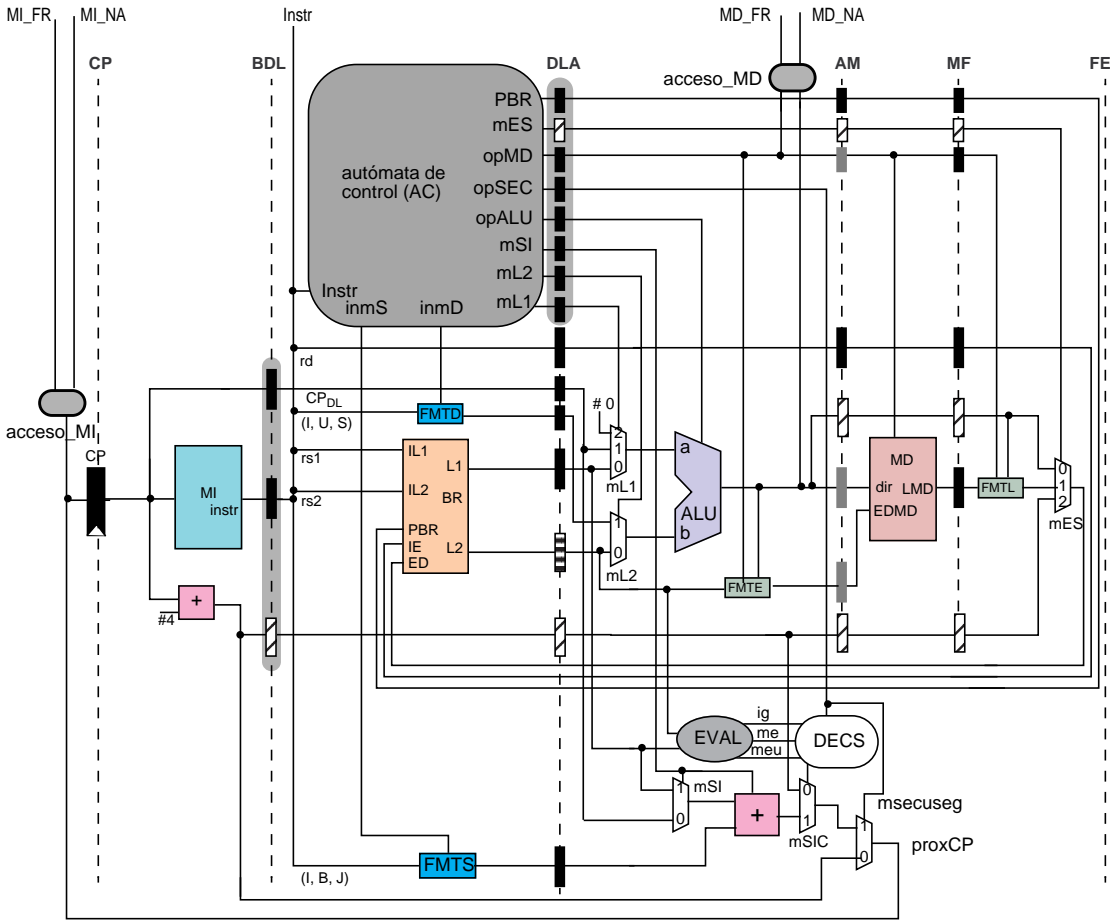 MI_FR
MI_NA
Instr
MD_FR
MD_NA
CP
BDL
DLA
AM
MF
FE
acceso_MD
PBR
mES
opMD
autómata de
control (AC)
opSEC
opALU
mSI
mL2
Instr
mL1
inmS
inmD
rd
CP_DL
(I, U, S)
FMTD
# 0
acceso_MI
2
1
0
mL1
a
ALU
b
CP
MI
instr
rs1
rs2
IL1
L1
IL2
BR
PBR
IE
L2
ED
1
0
mL2
MD
dir
LMD
EDMD
FMTL
0
1
2
mES
FMTE
+
#4
EVAL
ig
me
meu
DECS
1
mSI
0
+
0
1
mSIC
msecuseg
1
0
proxCP
FMTS
(I, B, J)